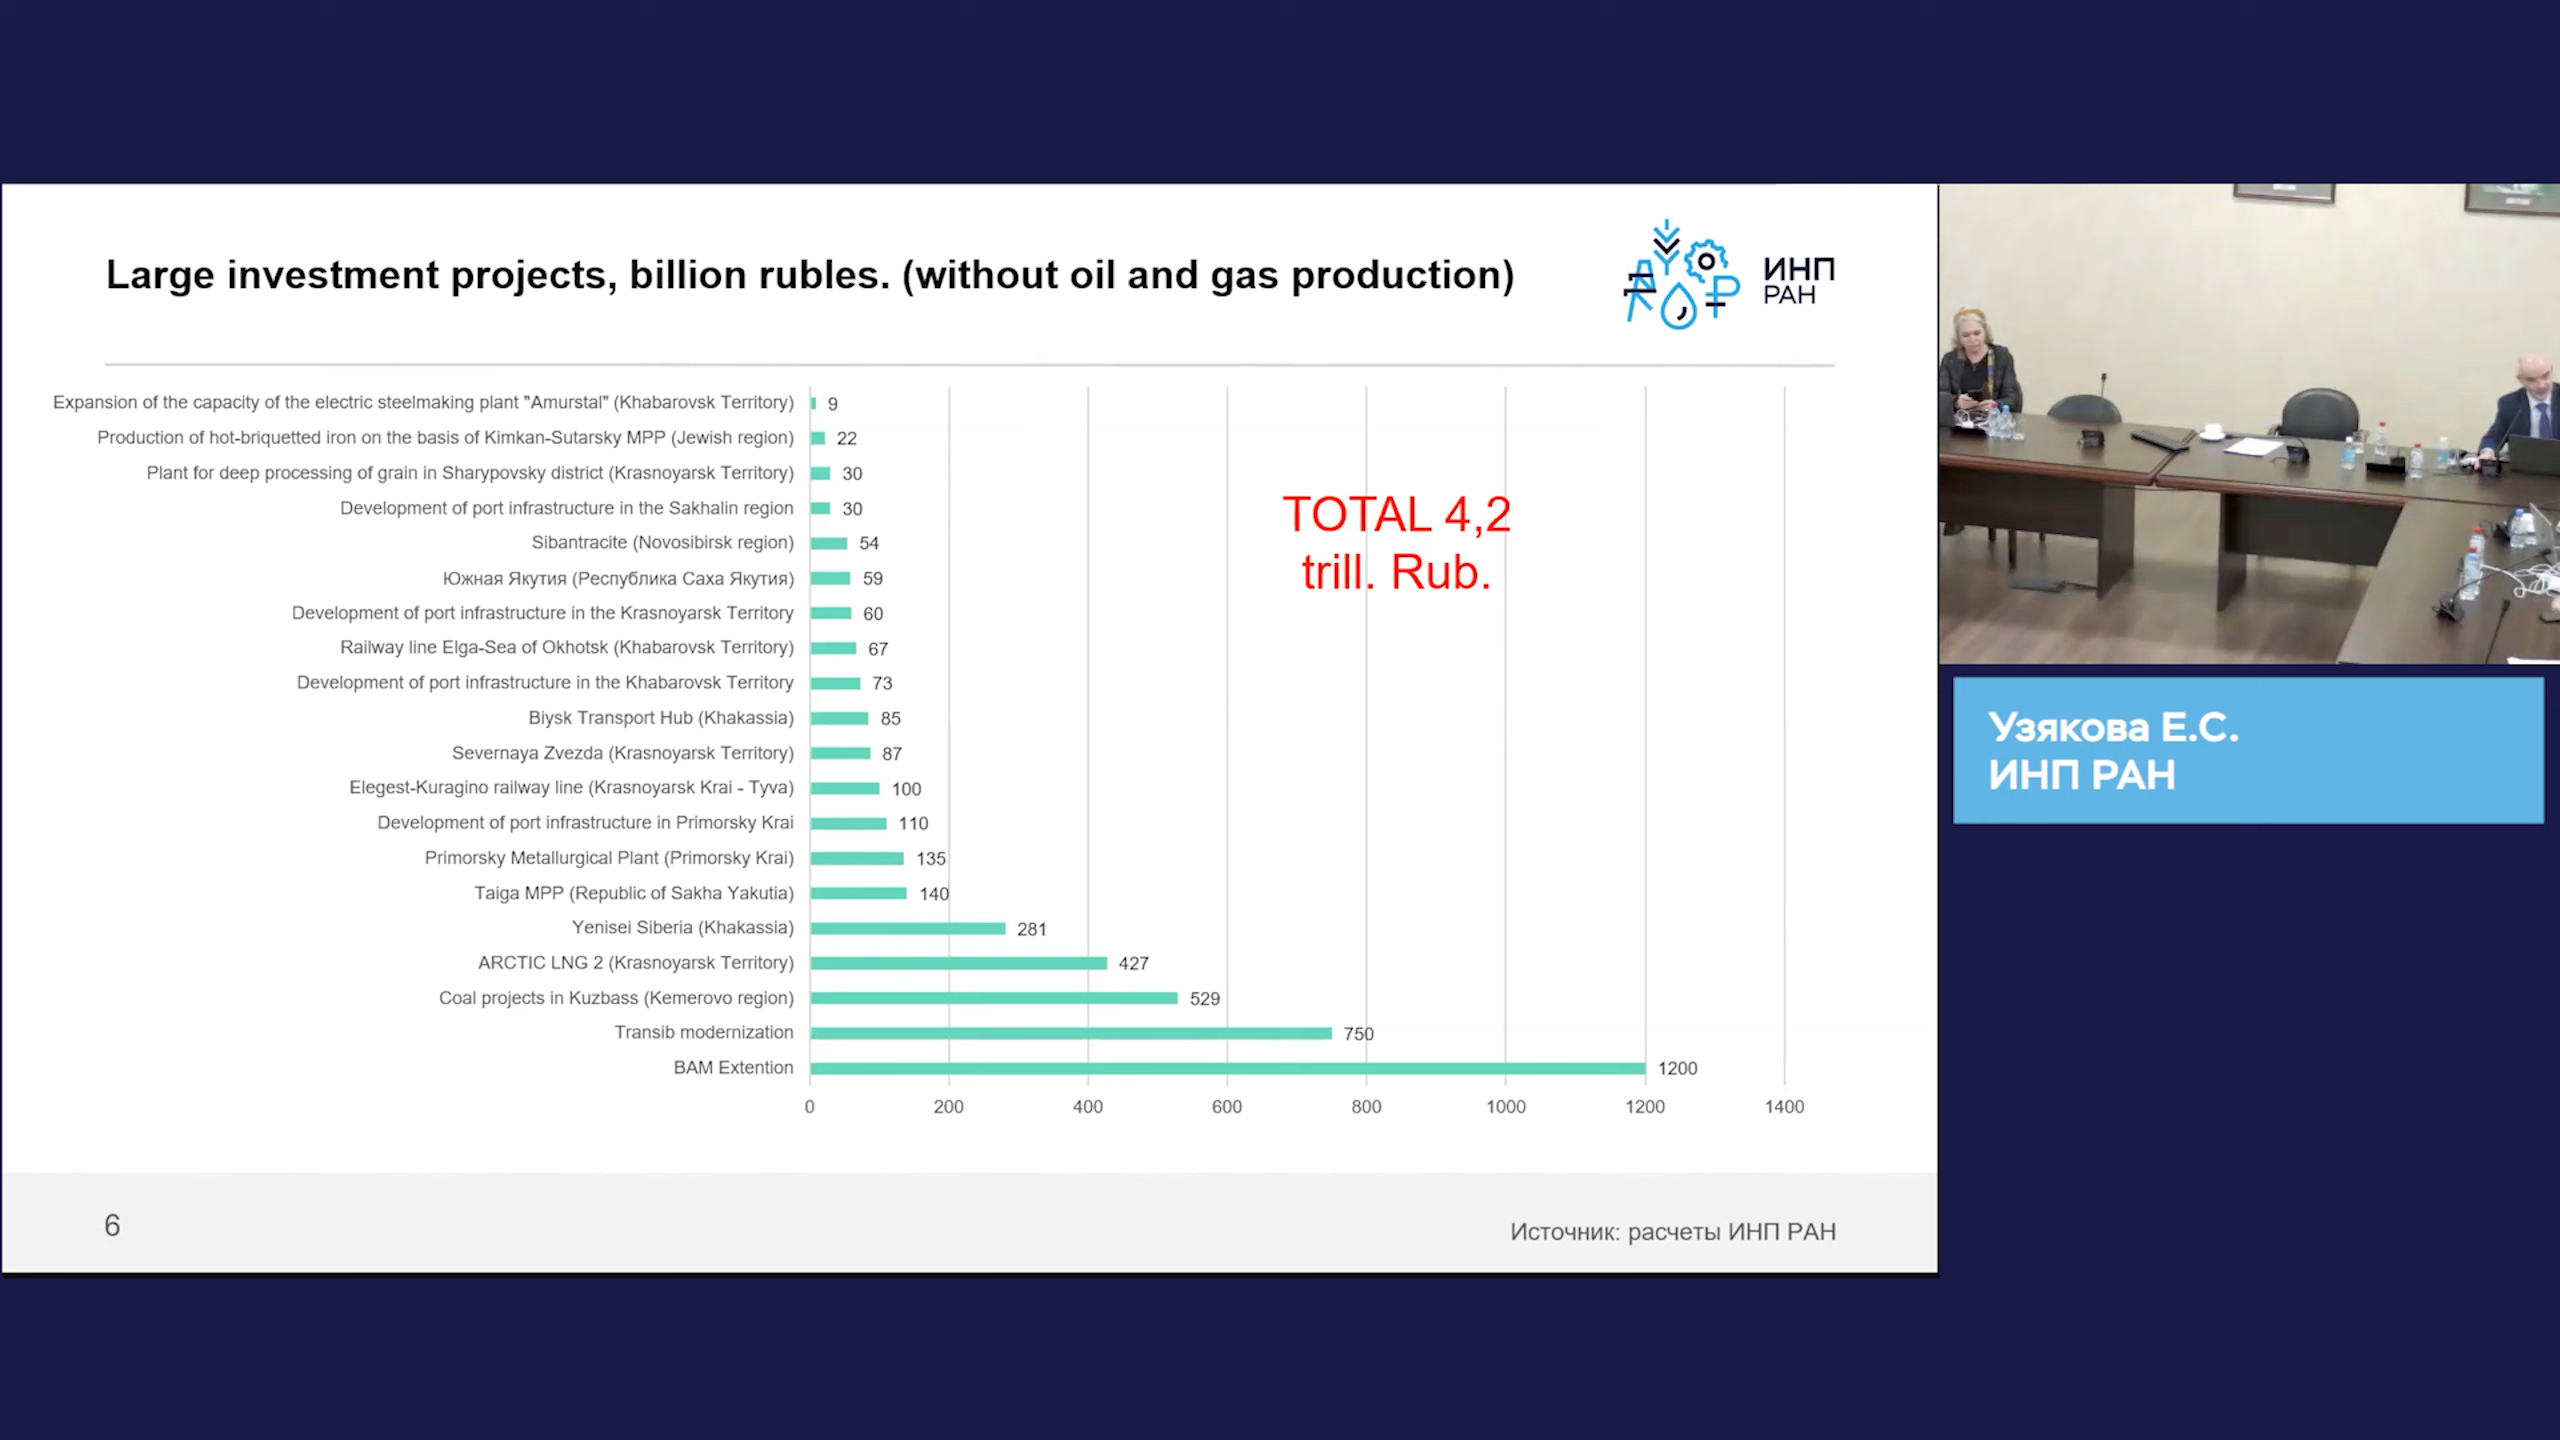 Large investment projects, billion rubles. (without oil and gas production)
ИНП
РАН
Expansion of the capacity of the electric steelmaking plant "Amurstal" (Khabarovsk Territory) 9
Production of hot-briquetted iron on the basis of Kimkan-Sutarsky MPP (Jewish region) 22
Plant for deep processing of grain in Sharypovsky district (Krasnoyarsk Territory) 30
Development of port infrastructure in the Sakhalin region 30
Sibantracite (Novosibirsk region) 54
Южная Якутия (Республика Саха Якутия) 59
Development of port infrastructure in the Krasnoyarsk Territory 60
Railway line Elga-Sea of Okhotsk (Khabarovsk Territory) 67
Development of port infrastructure in the Khabarovsk Territory 73
Biysk Transport Hub (Khakassia) 85
Severnaya Zvezda (Krasnoyarsk Territory) 87
Elegest-Kuragino railway line (Krasnoyarsk Krai - Tyva) 100
Development of port infrastructure in Primorsky Krai 110
Primorsky Metallurgical Plant (Primorsky Krai) 135
Taiga MPP (Republic of Sakha Yakutia) 140
Yenisei Siberia (Khakassia) 281
ARCTIC LNG 2 (Krasnoyarsk Territory) 427
Coal projects in Kuzbass (Kemerovo region) 529
Transib modernization 750
BAM Extention 1200
0 200 400 600 800 1000 1200 1400
TOTAL 4,2
trill. Rub.
6
Источник: расчеты ИНП РАН
Узякова Е.С.
ИНП РАН